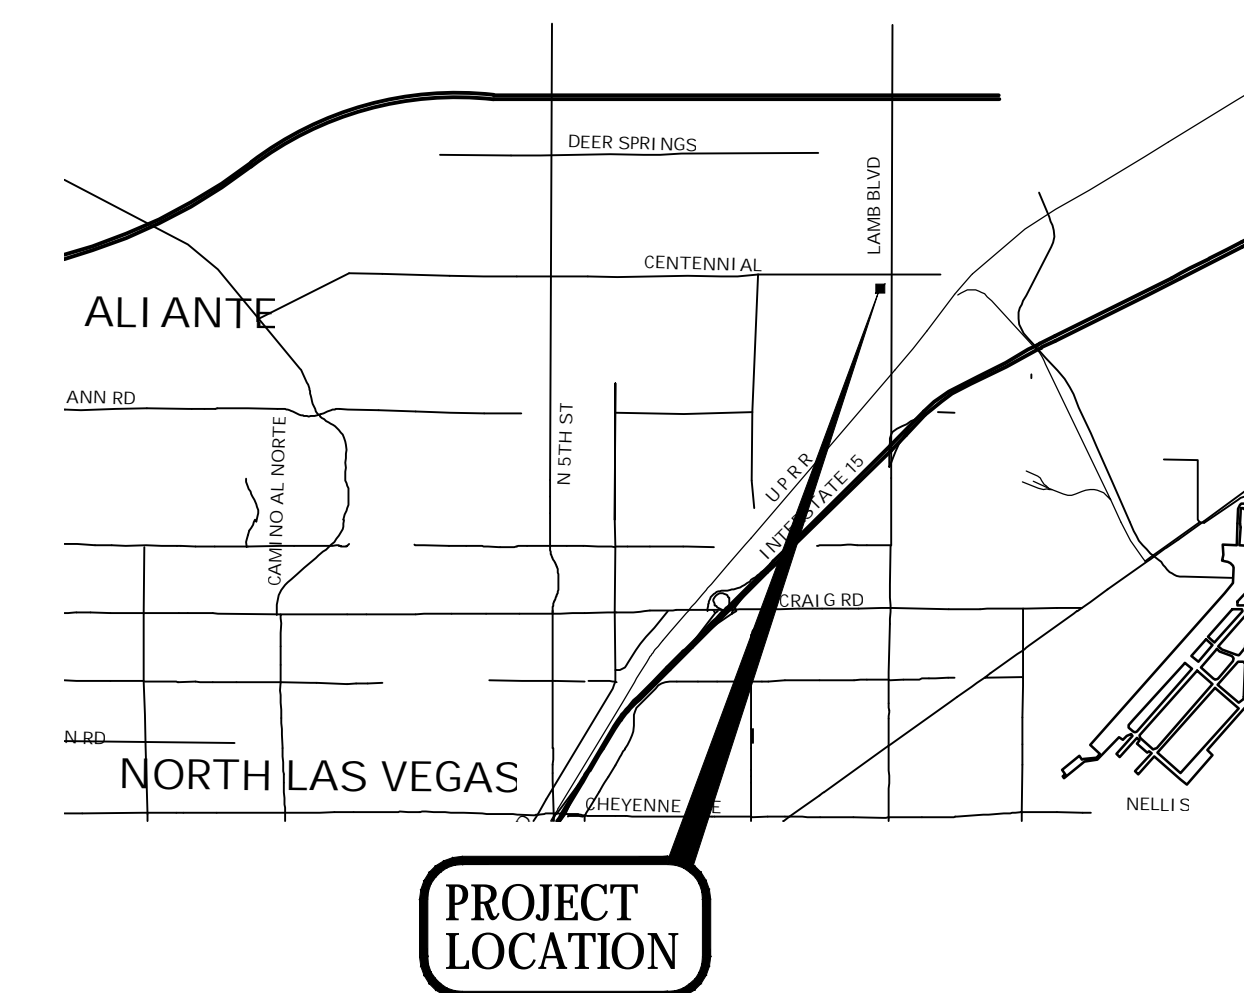 DEER SPRINGS
LAMB BLVD
CENTENNIAL
ALIANTE
ANN RD
N 5TH ST
CAMINO AL NORTE
UPRR
INTERSTATE 15
CRAIG RD
N RD
NORTH LAS VEGAS
CHEYENNE E
NELLIS
PROJECT
LOCATION